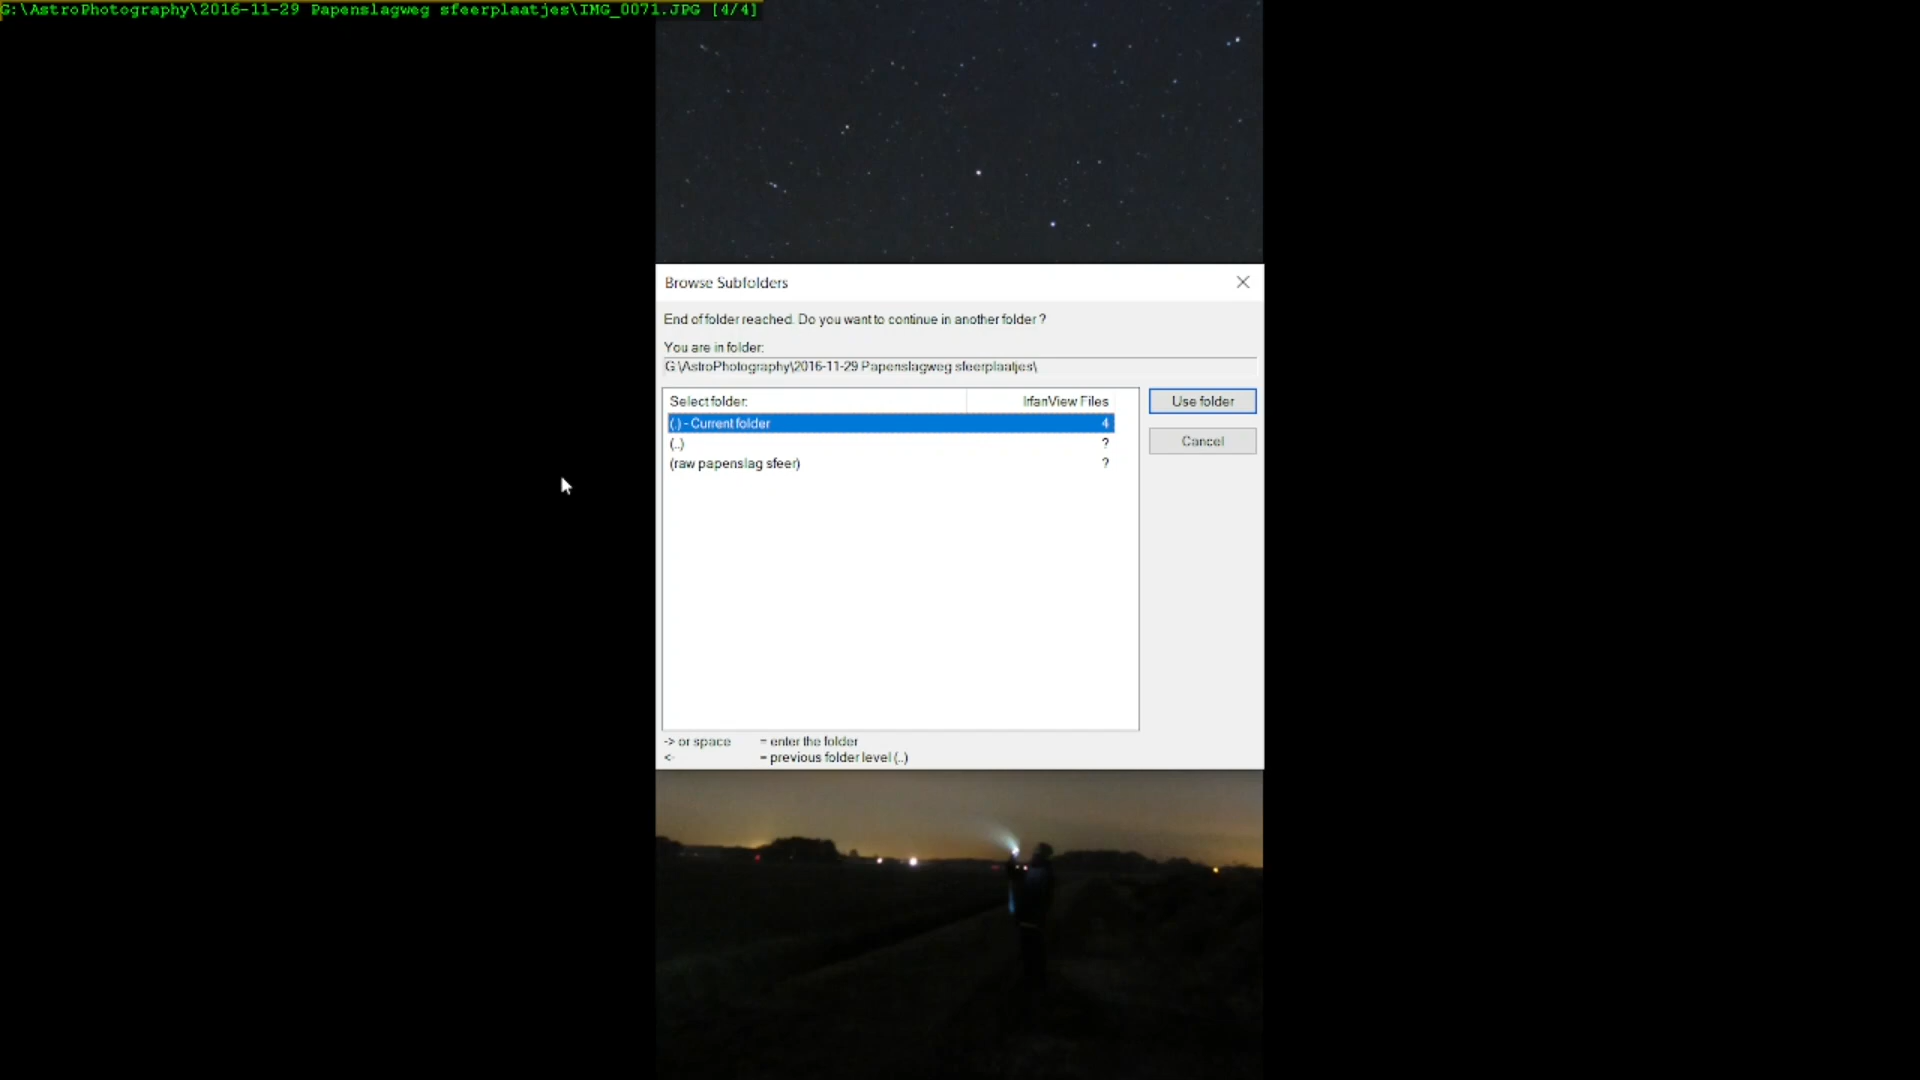 G:\AstroPhotography\2016-11-29 Papenslagweg sfeerplaatjes\IMG_0071.JPG [4/4]
Browse Subfolders
End of folder reached. Do you want to continue in another folder ?
You are in folder:
G:\AstroPhotography\2016-11-29 Papenslagweg sfeerplaatjes\
Select folder: IrfanView Files
(.) - Current folder 4
(..) ?
(raw papenslag sfeer) ?
Use folder
Cancel
-> or space = enter the folder
<- = previous folder level (..)